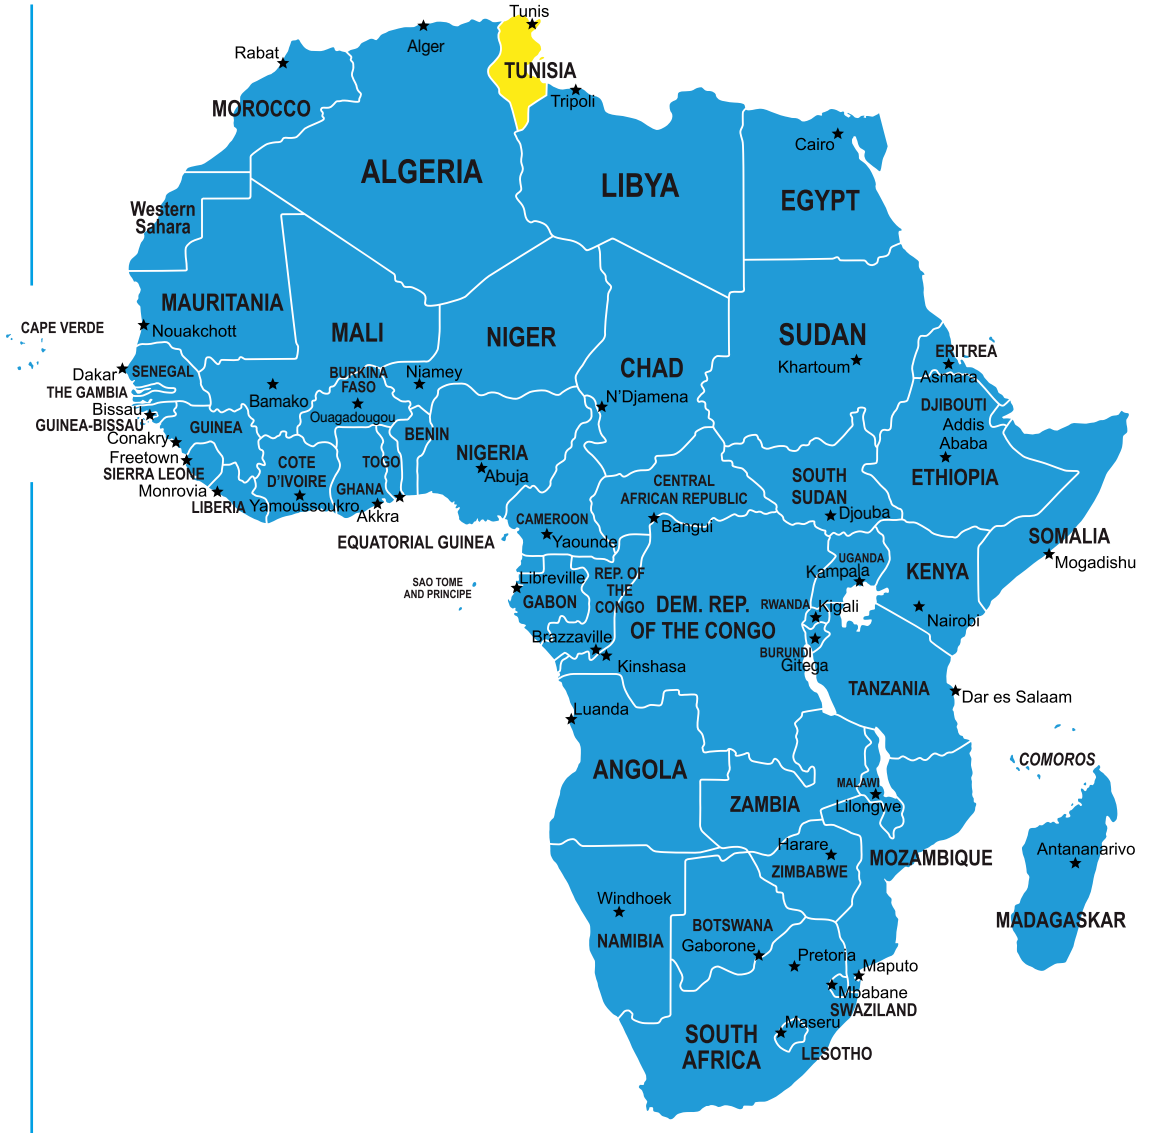 Tunis
Rabat
Alger
TUNISIA
Tripoli
MOROCCO
Cairo
ALGERIA
LIBYA
EGYPT
Western
Sahara
MAURITANIA
Nouakchott
CAPE VERDE
MALI
NIGER
SUDAN
Khartoum
CHAD
N'Djamena
ERITREA
Asmara
Dakar
SENEGAL
THE GAMBIA
Bissau
GUINEA-BISSAU
Bamako
BURKINA
FASO
Ouagadougou
Niamey
DJIBOUTI
Addis
Ababa
ETHIOPIA
GUINEA
Conakry
Freetown
SIERRA LEONE
Monrovia
LIBERIA
COTE
D'IVOIRE
Yamoussoukro
GHANA
Akkra
TOGO
BENIN
NIGERIA
Abuja
CENTRAL
AFRICAN REPUBLIC
Bangui
SOUTH
SUDAN
Djouba
CAMEROON
Yaounde
EQUATORIAL GUINEA
SOMALIA
Mogadishu
SAO TOME
AND PRINCIPE
Libreville
GABON
REP. OF
THE
CONGO
Brazzaville
Kinshasa
DEM. REP.
OF THE CONGO
UGANDA
Kampala
KENYA
Nairobi
RWANDA
Kigali
BURUNDI
Gitega
TANZANIA
Dar es Salaam
Luanda
ANGOLA
ZAMBIA
MALAWI
Lilongwe
COMOROS
Harare
ZIMBABWE
MOZAMBIQUE
Antananarivo
MADAGASKAR
Windhoek
NAMIBIA
BOTSWANA
Gaborone
Pretoria
Maputo
Mbabane
SWAZILAND
Maseru
LESOTHO
SOUTH
AFRICA